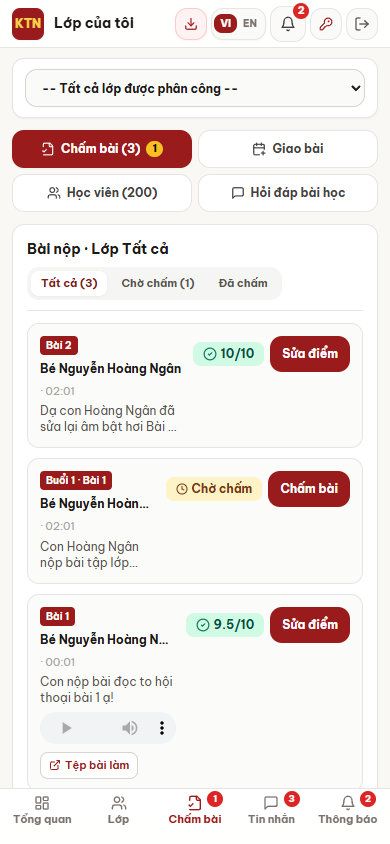 KTN Lớp của tôi VI EN 2
-- Tất cả lớp được phân công --
Chấm bài (3) 1 Giao bài
Học viên (200) Hỏi đáp bài học
Bài nộp · Lớp Tất cả
Tất cả (3) Chờ chấm (1) Đã chấm
Bài 2
Bé Nguyễn Hoàng Ngân 10/10 Sửa điểm
· 02:01
Dạ con Hoàng Ngân đã
sửa lại âm bật hơi Bài ...
Buổi 1 · Bài 1
Bé Nguyễn Hoàn... Chờ chấm Chấm bài
· 02:01
Con Hoàng Ngân
nộp bài tập lớp...
Bài 1
Bé Nguyễn Hoàng N... 9.5/10 Sửa điểm
· 00:01
Con nộp bài đọc to hội
thoại bài 1 ạ!
Tệp bài làm
1 3 2
Tổng quan Lớp Chấm bài Tin nhắn Thông báo